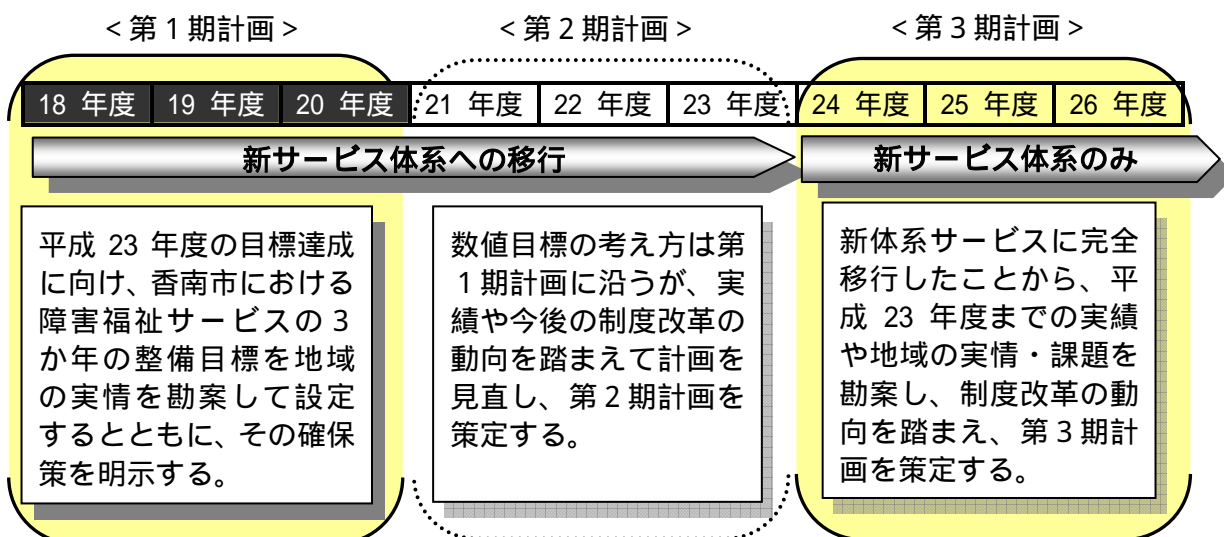 <第1期計画>
<第2期計画>
<第3期計画>
18 年度 19 年度 20 年度 21 年度 22 年度 23 年度 24 年度 25 年度 26 年度
新サービス体系への移行
新サービス体系のみ
平成 23 年度の目標達成
に向け、香南市における
障害福祉サービスの3
か年の整備目標を地域
の実情を勘案して設定
するとともに、その確保
策を明示する。
数値目標の考え方は第
1期計画に沿うが、実
績や今後の制度改革の
動向を踏まえて計画を
見直し、第2期計画を
策定する。
新体系サービスに完全
移行したことから、平
成 23 年度までの実績
や地域の実情・課題を
勘案し、制度改革の動
向を踏まえ、第3期計
画を策定する。